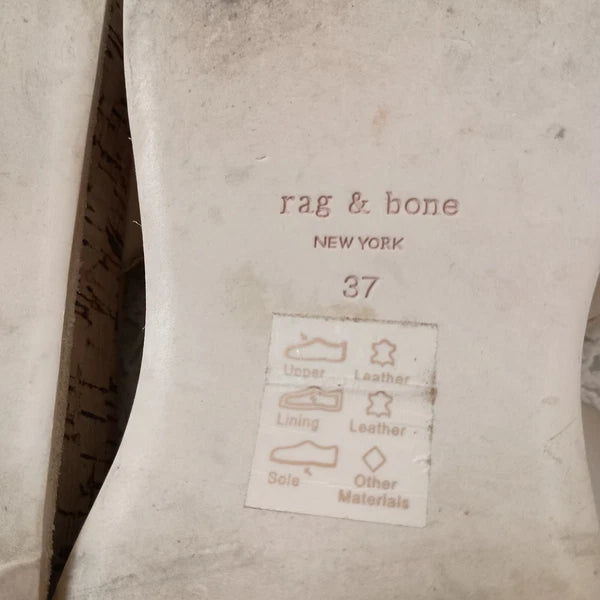 rag & bone
NEW YORK
37
Upper Leather
Lining Leather
Sole Other
Materials